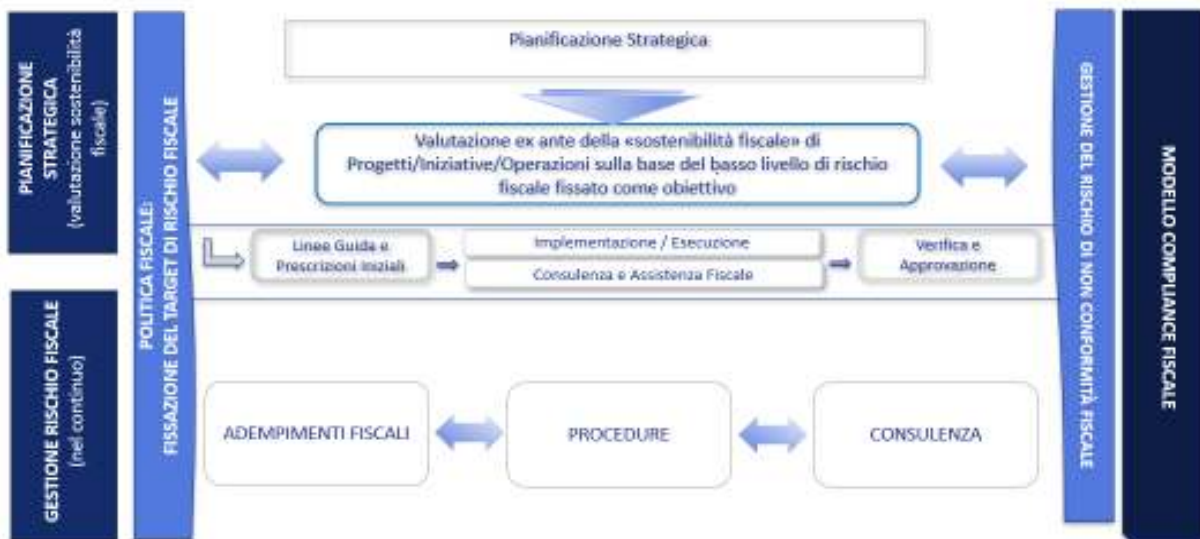 PIANIFICAZIONE
STRATEGICA
(valutazione sostenibilità
fiscale)
GESTIONE RISCHIO FISCALE
(nel continuo)
POLITICA FISCALE:
FISSAZIONE DEL TARGET DI RISCHIO FISCALE
Pianificazione Strategica
Valutazione ex ante della «sostenibilità fiscale» di
Progetti/Iniziative/Operazioni sulla base del basso livello di rischio
fiscale fissato come obiettivo
Linee Guida e
Prescrizioni Iniziali
Implementazione / Esecuzione
Consulenza e Assistenza Fiscale
Verifica e
Approvazione
ADEMPIMENTI FISCALI
PROCEDURE
CONSULENZA
GESTIONE DEL RISCHIO DI NON CONFORMITÀ FISCALE
MODELLO COMPLIANCE FISCALE